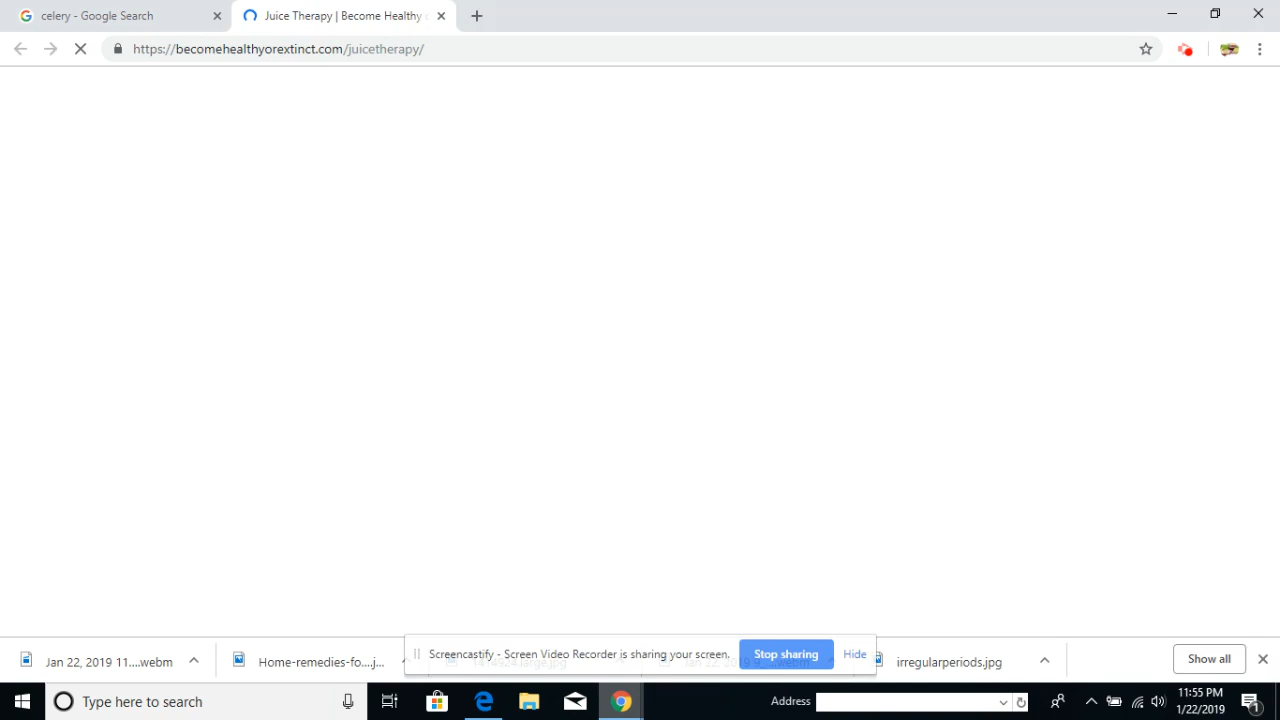 celery - Google Search
Juice Therapy | Become Healthy
https://becomehealthyorextinct.com/juicetherapy/
Jan 22, 2019 11....webm
Home-remedies-fo....j...
Screencastify - Screen Video Recorder is sharing your screen.
Stop sharing
Hide
irregularperiods.jpg
Show all
Type here to search
Address
11:55 PM
1/22/2019
1